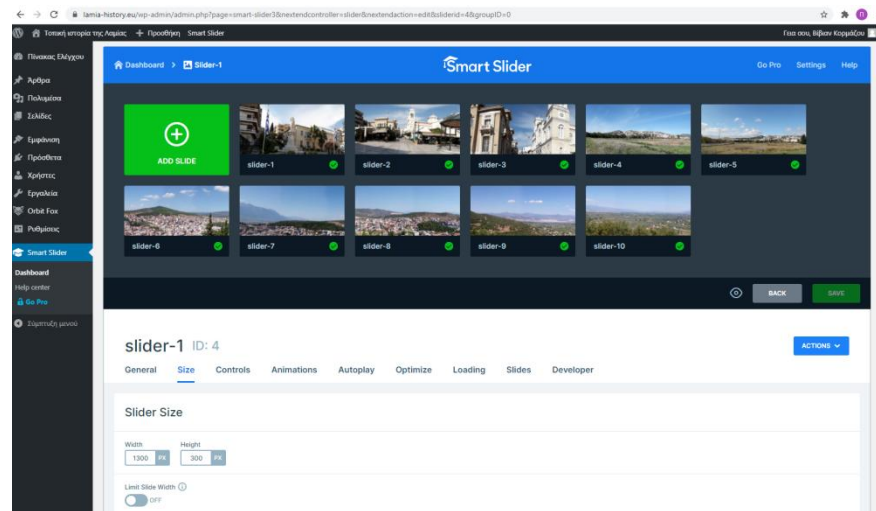 lamia-history.eu/wp-admin/admin.php?page=smart-slider3&nextendcontroller=slider&nextendaction=edit&sliderid=4&groupID=0
Τοπική ιστορία της Λαμίας + Προσθήκη Smart Slider
Γεια σου, Βίβιαν Κορμάζου
Πίνακας Ελέγχου
Άρθρα
Πολυμέσα
Σελίδες
Εμφάνιση
Πρόσθετα
Χρήστες
Εργαλεία
Orbit Fox
Ρυθμίσεις
Smart Slider
Dashboard
Help center
Go Pro
Σύμπτυξη μενού
Dashboard > Slider-1
Smart Slider
Go Pro Settings Help
ADD SLIDE
slider-1 slider-2 slider-3 slider-4 slider-5
slider-6 slider-7 slider-8 slider-9 slider-10
BACK SAVE
slider-1 ID: 4
ACTIONS
General Size Controls Animations Autoplay Optimize Loading Slides Developer
Slider Size
Width Height
1300 PX 300 PX
Limit Slide Width
OFF